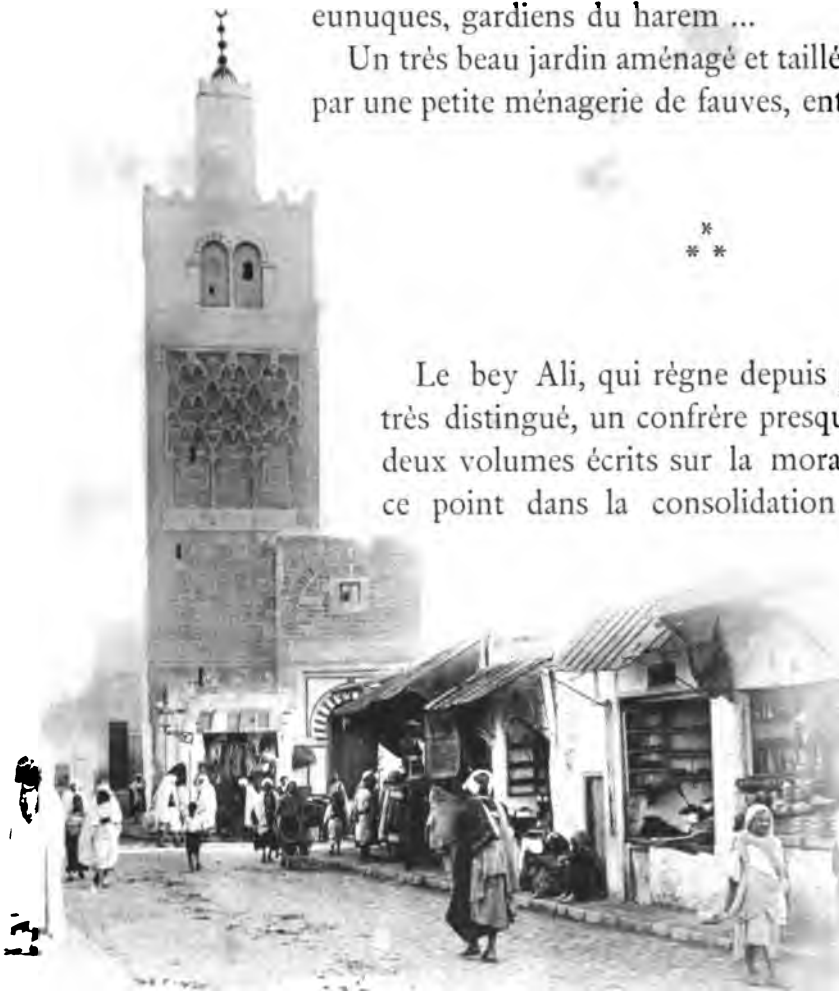 eunuques, gardiens du harem ...
Un très beau jardin aménagé et taillé
par une petite ménagerie de fauves, ent
*
* *
Le bey Ali, qui règne depuis
très distingué, un confrère presqu
deux volumes écrits sur la mora
ce point dans la consolidation